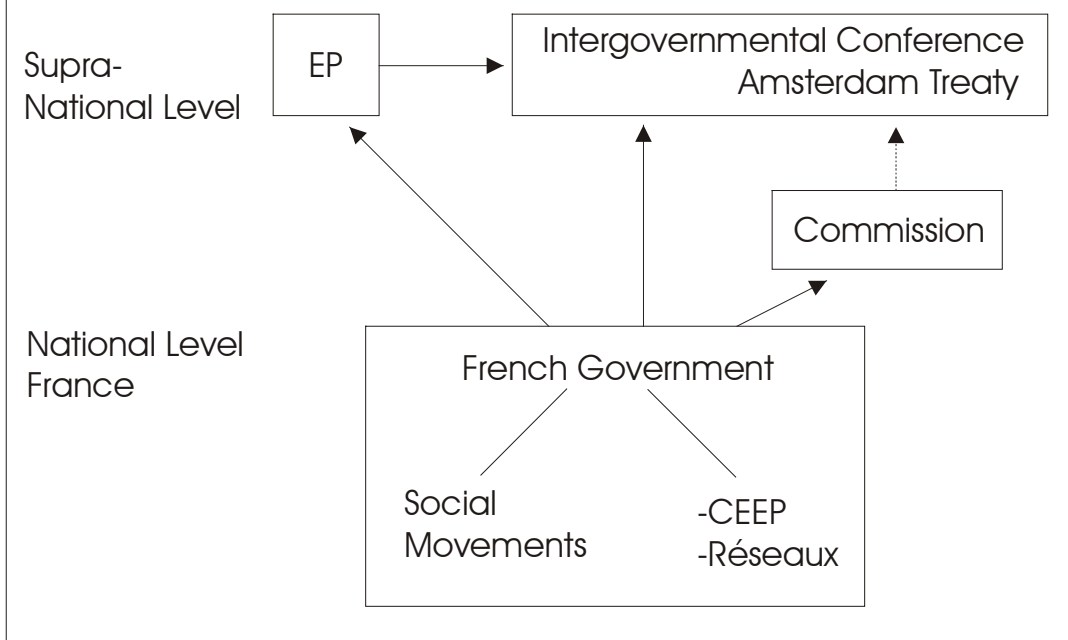 Supra-
National Level
EP
Intergovernmental Conference
Amsterdam Treaty
Commission
National Level
France
French Government
Social
Movements
-CEEP
-Réseaux